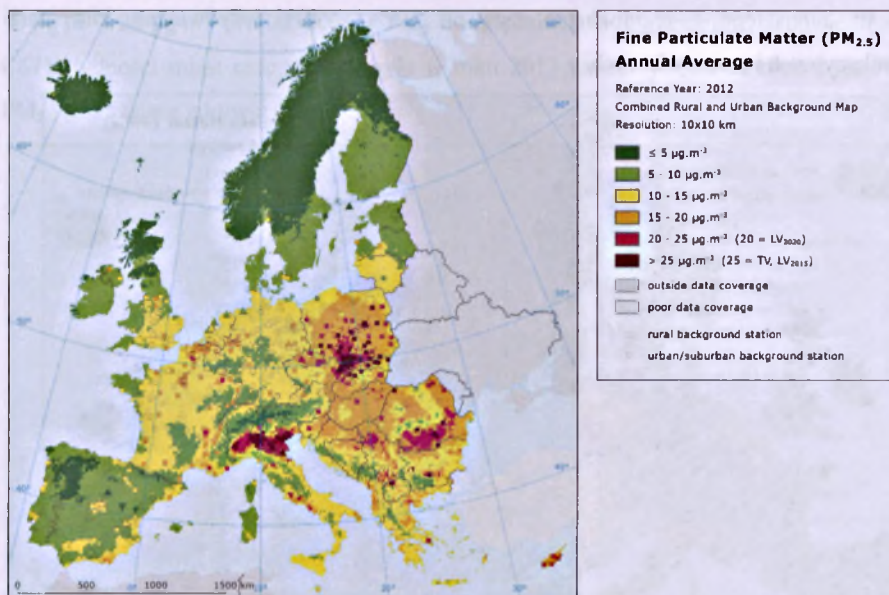 Fine Particulate Matter (PM₂.₅)
Annual Average
Reference Year: 2012
Combined Rural and Urban Background Map
Resolution: 10x10 km
≤ 5 µg.m⁻³
5 - 10 µg.m⁻³
10 - 15 µg.m⁻³
15 - 20 µg.m⁻³
20 - 25 µg.m⁻³ (20 = LV₂₀₂₀)
> 25 µg.m⁻³ (25 = TV, LV₂₀₁₅)
outside data coverage
poor data coverage
rural background station
urban/suburban background station
0 500 1000 1500 km